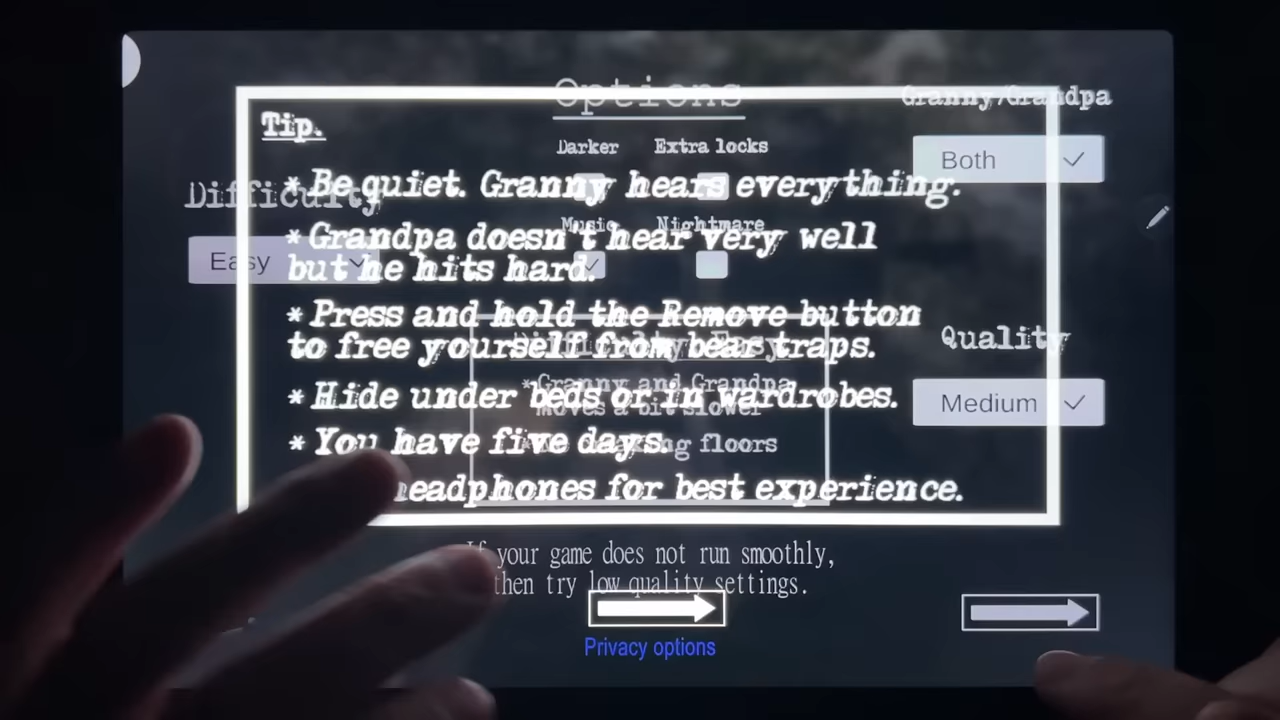 Options
Granny/Grandpa
Tip.
Darker
Extra locks
Both
* Be quiet. Granny hears everything.
Difficulty
Music
Nightmare
* Grandpa doesn't hear very well
but he hits hard.
Easy
* Press and hold the Remove button
to free yourself from bear traps.
Difficulty Easy
Quality
* Granny and Grandpa
moves a bit slower
* Hide under beds or in wardrobes.
Medium
* You have five days.
floors
headphones for best experience.
If your game does not run smoothly,
then try low quality settings.
Privacy options